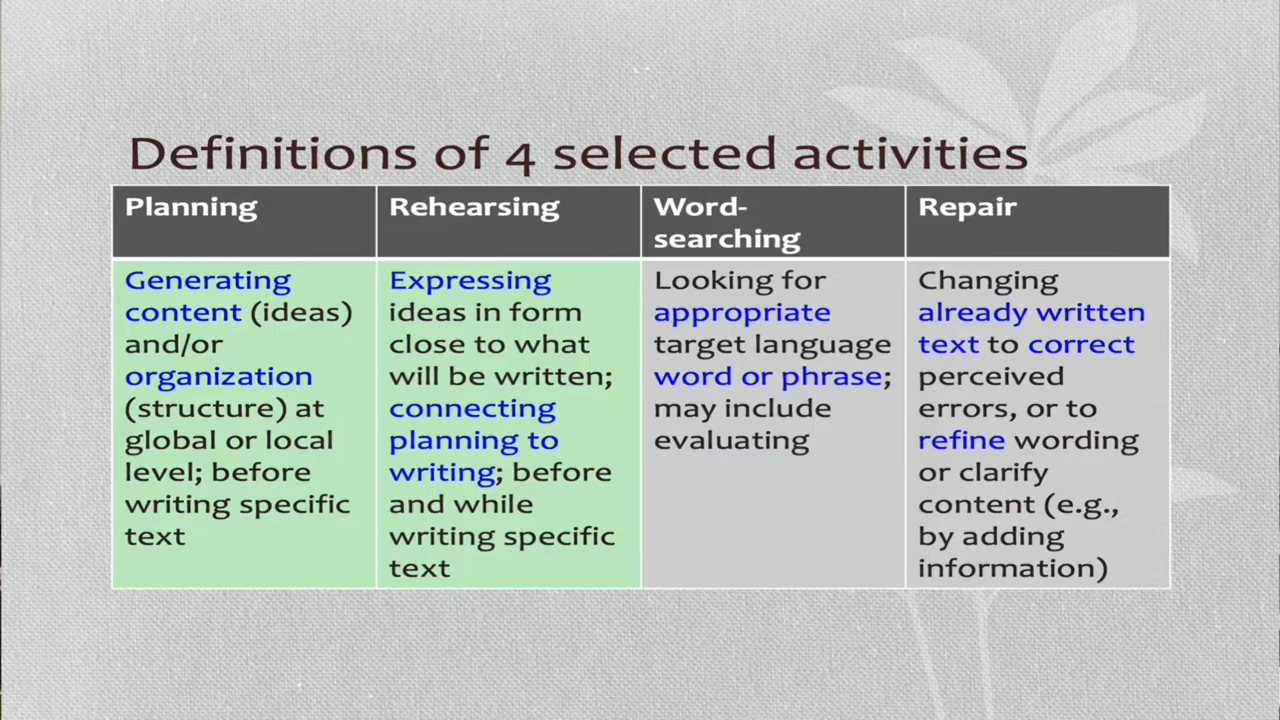 Definitions of 4 selected activities
Planning
Rehearsing
Word-
searching
Repair
Generating
content (ideas)
and/or
organization
(structure) at
global or local
level; before
writing specific
text
Expressing
ideas in form
close to what
will be written;
connecting
planning to
writing; before
and while
writing specific
text
Looking for
appropriate
target language
word or phrase;
may include
evaluating
Changing
already written
text to correct
perceived
errors, or to
refine wording
or clarify
content (e.g.,
by adding
information)